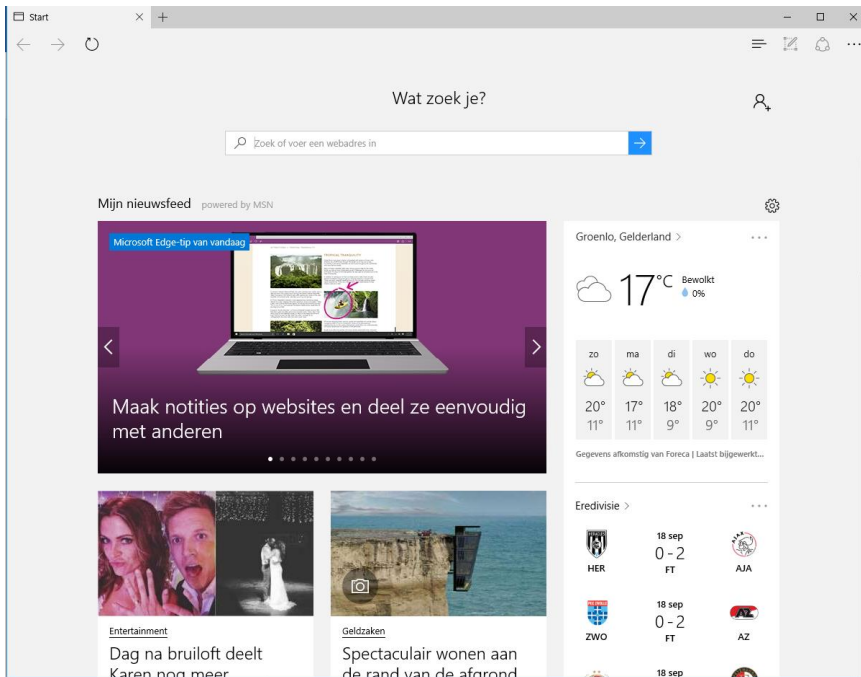 Start
Wat zoek je?
Zoek of voer een webadres in
Mijn nieuwsfeed powered by MSN
Microsoft Edge-tip van vandaag
Maak notities op websites en deel ze eenvoudig
met anderen
Entertainment
Dag na bruiloft deelt
Karen nog meer
Geldzaken
Spectaculair wonen aan
de rand van de afgrond
Groenlo, Gelderland >
17°C Bewolkt
0%
zo ma di wo do
20° 17° 18° 20° 20°
11° 11° 9° 9° 11°
Gegevens afkomstig van Foreca | Laatst bijgewerkt...
Eredivisie >
18 sep
0 - 2
HER FT AJA
18 sep
0 - 2
ZWO FT AZ
18 sep